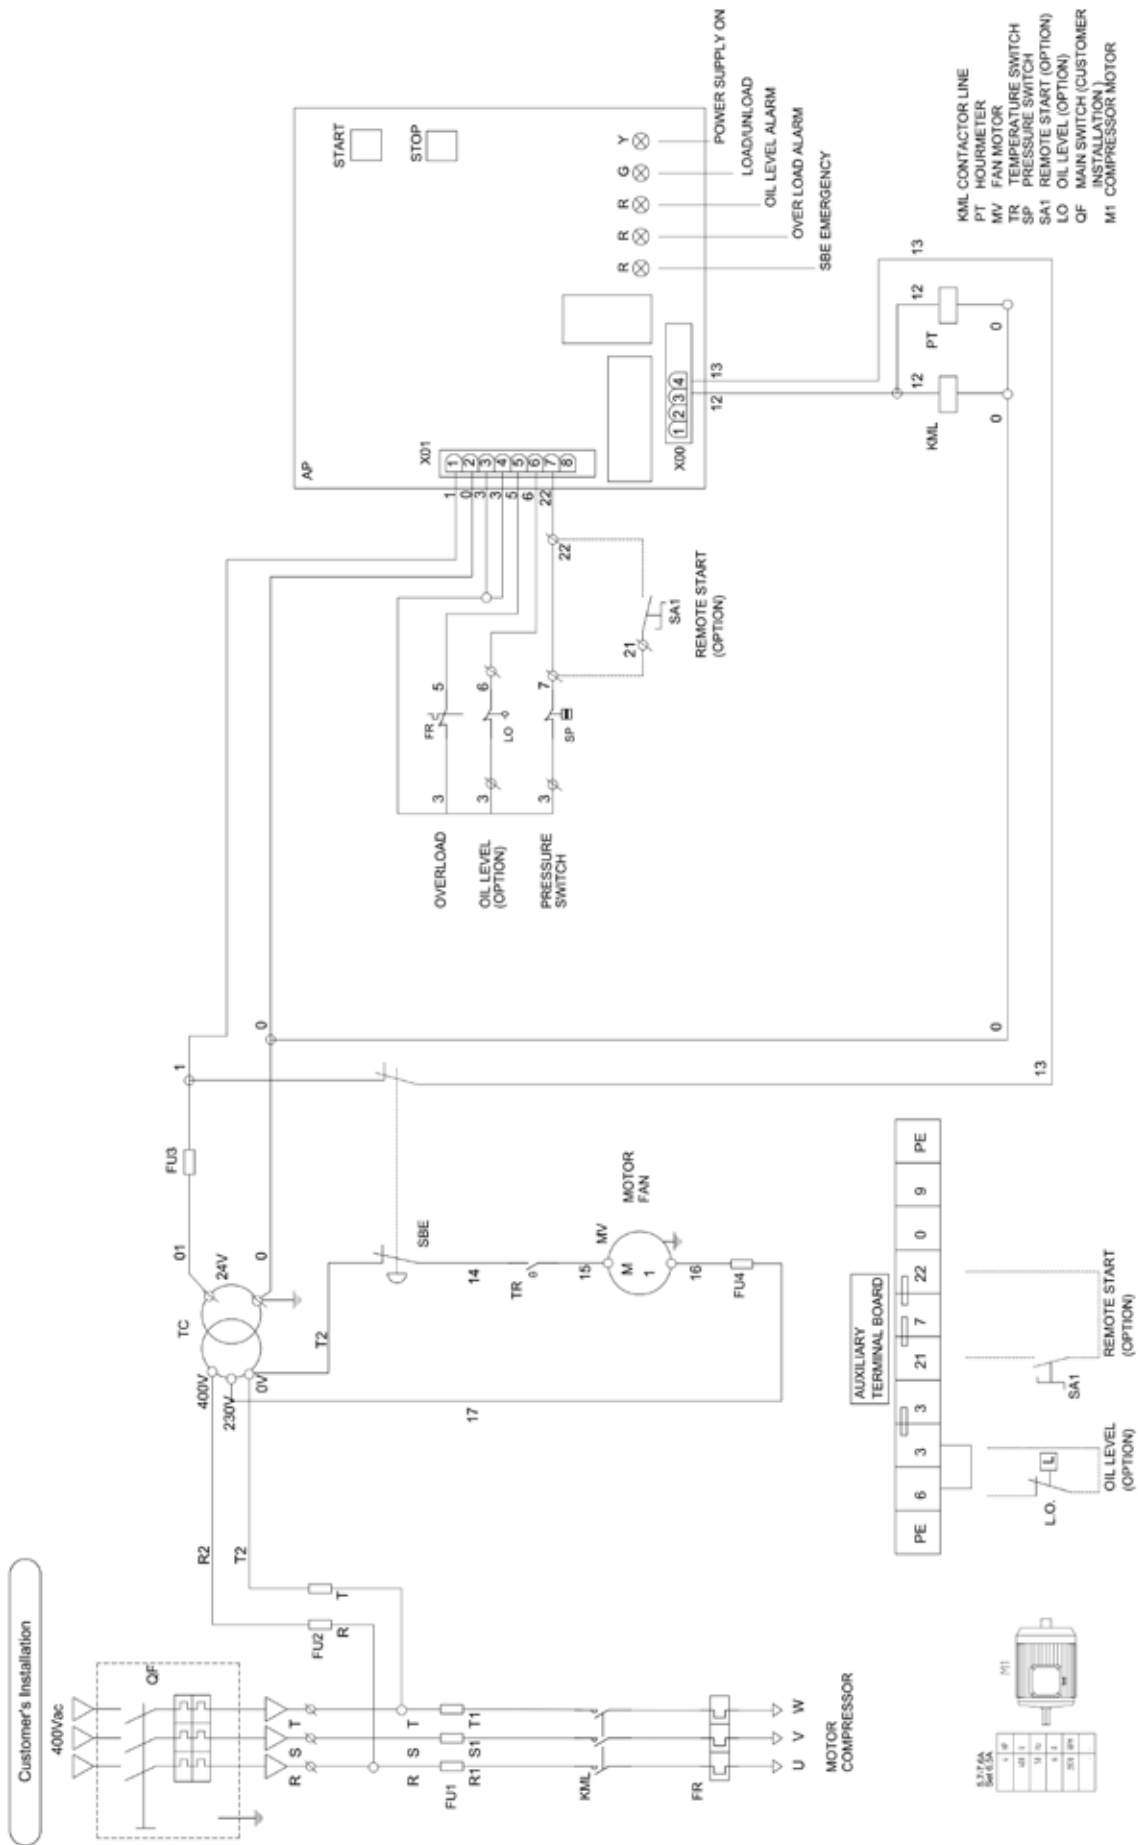 Customer's Installation
400Vac
QF
R
S
T
R
S
T
FU1
R1
S1
T1
KML
FR
U
V
W
MOTOR
COMPRESSOR
FU2
R
T
R2
T2
400V
230V
0V
TC
24V
01
0
FU3
1
0
T2
17
SBE
14
TR
θ
15
MV
M
1
MOTOR
FAN
16
FU4
13
0
OVERLOAD
OIL LEVEL
(OPTION)
PRESSURE
SWITCH
3
FR
5
3
LO
6
3
SP
7
22
21
SA1
REMOTE START
(OPTION)
AP
X01
1
2
3
4
5
6
7
8
1
0
3
3
5
6
22
START
STOP
R
R
R
G
Y
POWER SUPPLY ON
LOAD/UNLOAD
OIL LEVEL ALARM
OVER LOAD ALARM
SBE EMERGENCY
X00
1
2
3
4
12
13
12
KML
0
12
PT
0
13
KML CONTACTOR LINE
PT HOURMETER
MV FAN MOTOR
TR TEMPERATURE SWITCH
SP PRESSURE SWITCH
SA1 REMOTE START (OPTION)
LO OIL LEVEL (OPTION)
QF MAIN SWITCH (CUSTOMER
INSTALLATION )
M1 COMPRESSOR MOTOR
AUXILIARY
TERMINAL BOARD
PE
6
3
3
21
7
22
0
9
PE
L.O.
L
OIL LEVEL
(OPTION)
SA1
REMOTE START
(OPTION)
M1